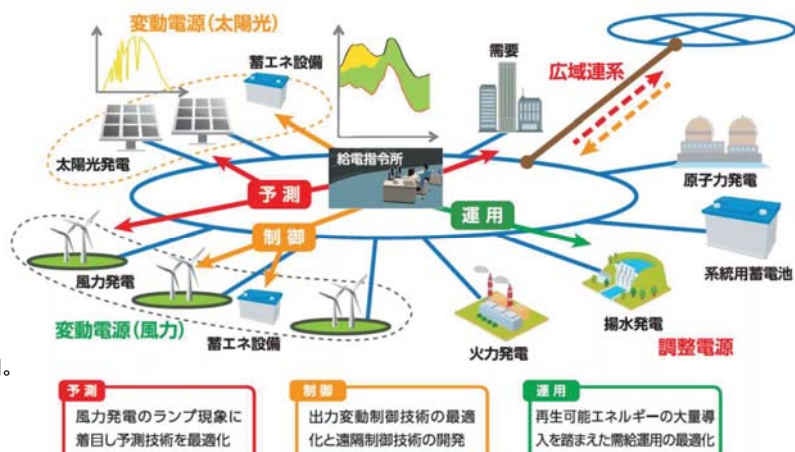 変動電源(太陽光)
蓄エネ設備
需要
広域連系
太陽光発電
給電指令所
原子力発電
予測
運用
制御
風力発電
系統用蓄電池
揚水発電
変動電源(風力)
蓄エネ設備
火力発電
調整電源
予測
風力発電のランプ現象に
着目し予測技術を最適化
制御
出力変動制御技術の最適
化と遠隔制御技術の開発
運用
再生可能エネルギーの大量導
入を踏まえた需給運用の最適化